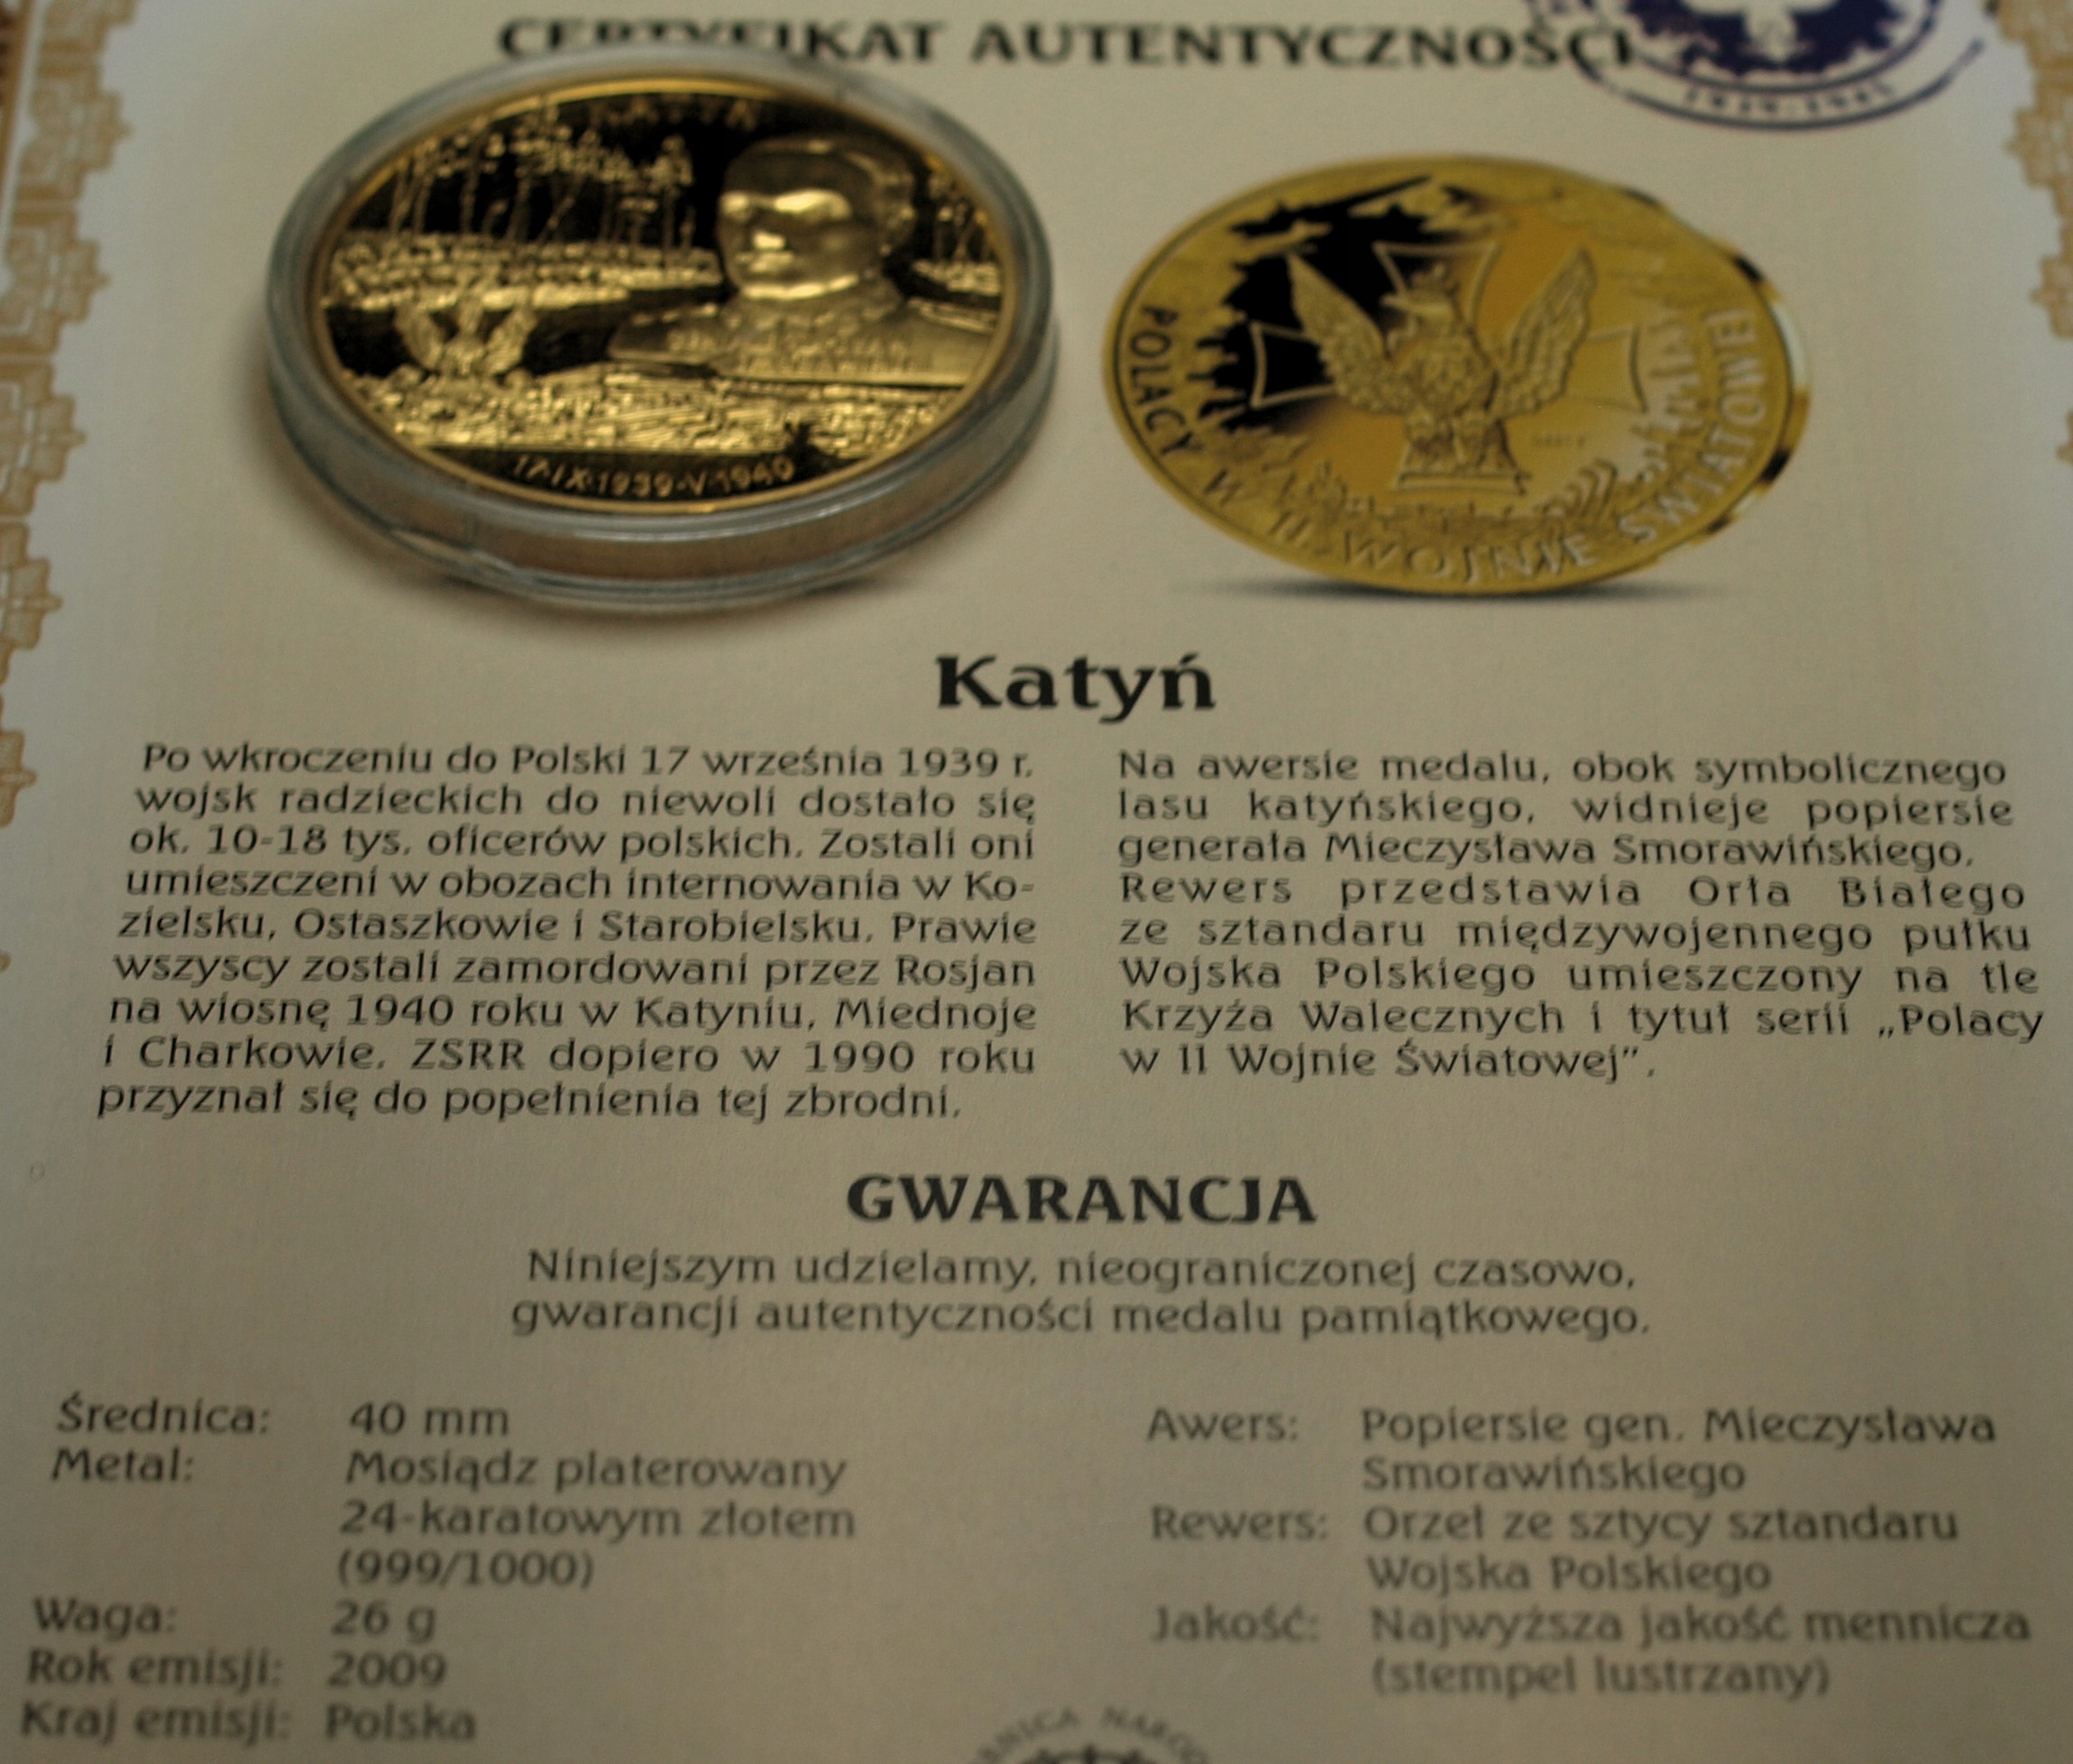 CERTYFIKAT AUTENTYCZNOŚCI
1939-1945
KATYŃ
17·IX·1939-V·1940
POLACY W II WOJNIE ŚWIATOWEJ
Katyń
Po wkroczeniu do Polski 17 września 1939 r.
wojsk radzieckich do niewoli dostało się
ok. 10-18 tys. oficerów polskich. Zostali oni
umieszczeni w obozach internowania w Ko-
zielsku, Ostaszkowie i Starobielsku. Prawie
wszyscy zostali zamordowani przez Rosjan
na wiosnę 1940 roku w Katyniu, Miednoje
i Charkowie. ZSRR dopiero w 1990 roku
przyznał się do popełnienia tej zbrodni.
Na awersie medalu, obok symbolicznego
lasu katyńskiego, widnieje popiersie
generała Mieczysława Smorawińskiego.
Rewers przedstawia Orła Białego
ze sztandaru międzywojennego pułku
Wojska Polskiego umieszczony na tle
Krzyża Walecznych i tytuł serii „Polacy
w II Wojnie Światowej”.
GWARANCJA
Niniejszym udzielamy, nieograniczonej czasowo,
gwarancji autentyczności medalu pamiątkowego.
Średnica: 40 mm
Metal: Mosiądz platerowany
24-karatowym złotem
(999/1000)
Waga: 26 g
Rok emisji: 2009
Kraj emisji: Polska
Awers: Popiersie gen. Mieczysława
Smorawińskiego
Rewers: Orzeł ze sztycy sztandaru
Wojska Polskiego
Jakość: Najwyższa jakość mennicza
(stempel lustrzany)